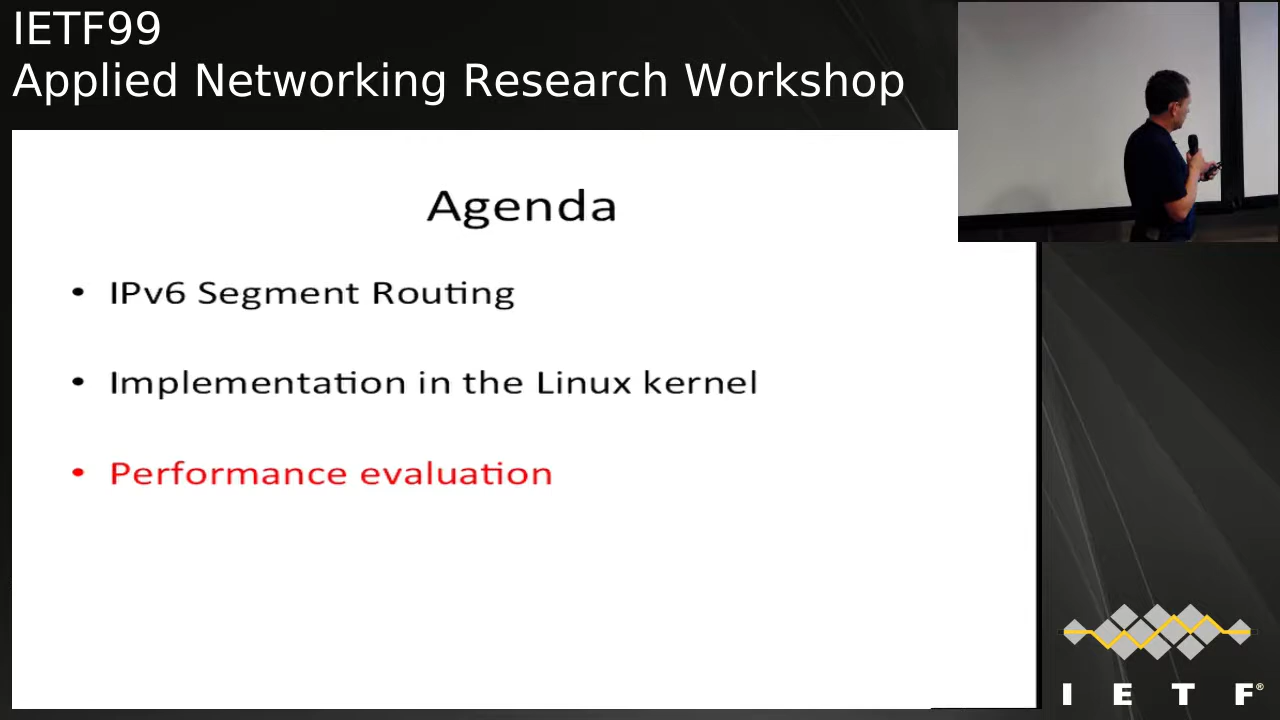 IETF99
Applied Networking Research Workshop
Agenda
• IPv6 Segment Routing
• Implementation in the Linux kernel
• Performance evaluation
I E T F®